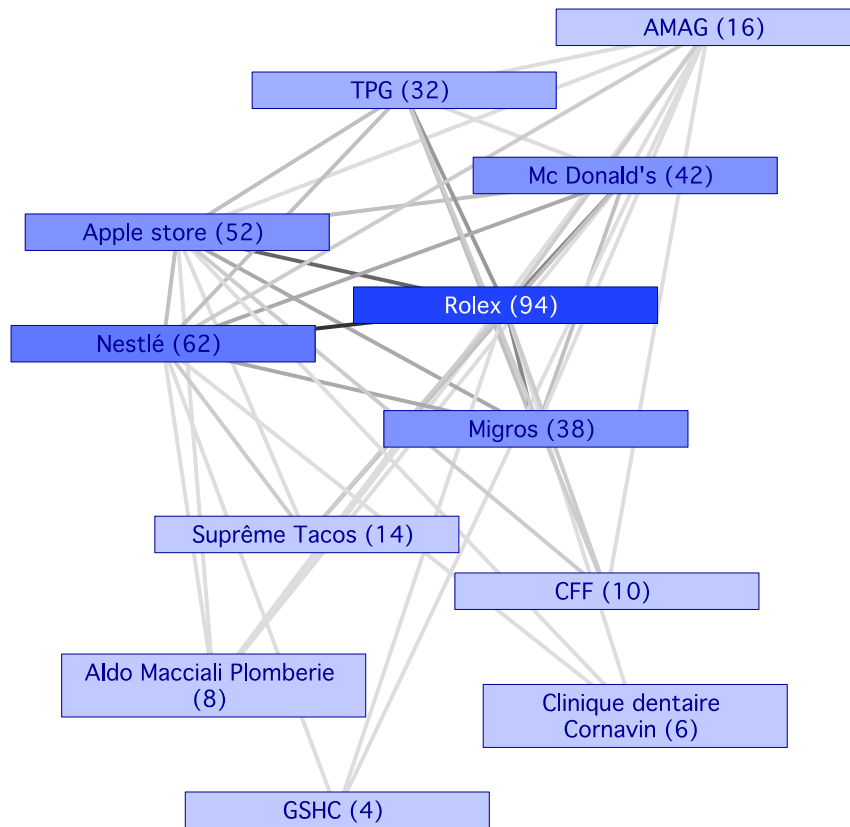 AMAG (16)
TPG (32)
Mc Donald's (42)
Apple store (52)
Rolex (94)
Nestlé (62)
Migros (38)
Suprême Tacos (14)
CFF (10)
Aldo Macciali Plomberie
(8)
Clinique dentaire
Cornavin (6)
GSHC (4)